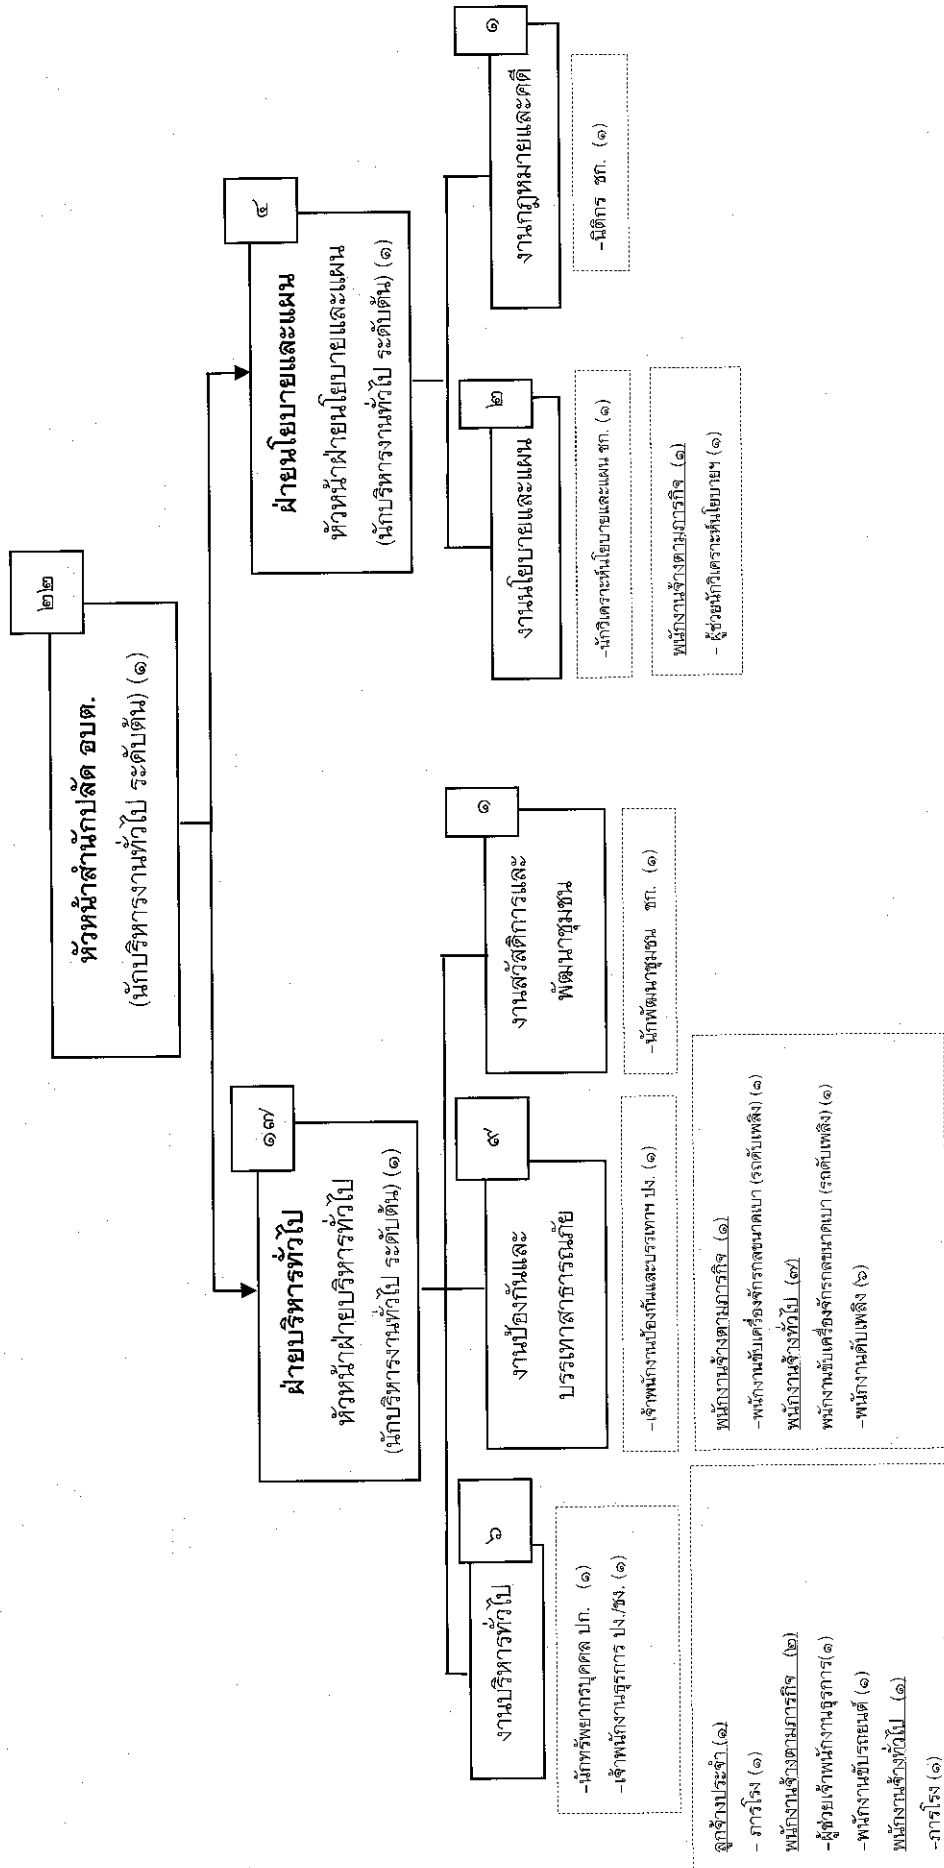 ๒๒
หัวหน้าสำนักปลัด อบต.
(นักบริหารงานทั่วไป ระดับต้น) (๑)
๑๗
ฝ่ายบริหารทั่วไป
หัวหน้าฝ่ายบริหารทั่วไป
(นักบริหารงานทั่วไป ระดับต้น) (๑)
๔
ฝ่ายนโยบายและแผน
หัวหน้าฝ่ายนโยบายและแผน
(นักบริหารงานทั่วไป ระดับต้น) (๑)
๖
งานบริหารทั่วไป
-นักทรัพยากรบุคคล ปก. (๑)
-เจ้าพนักงานธุรการ ปง./ชง. (๑)
ลูกจ้างประจำ (๑)
- ภารโรง (๑)
พนักงานจ้างตามภารกิจ (๒)
-ผู้ช่วยเจ้าพนักงานธุรการ(๑)
-พนักงานขับรถยนต์ (๑)
พนักงานจ้างทั่วไป (๑)
-ภารโรง (๑)
๙
งานป้องกันและ
บรรเทาสาธารณภัย
-เจ้าพนักงานป้องกันและบรรเทาฯ ปง. (๑)
พนักงานจ้างตามภารกิจ (๑)
-พนักงานขับเครื่องจักรกลขนาดเบา (รถดับเพลิง) (๑)
พนักงานจ้างทั่วไป (๗)
พนักงานขับเครื่องจักรกลขนาดเบา (รถดับเพลิง) (๑)
-พนักงานดับเพลิง (๖)
๑
งานสวัสดิการและ
พัฒนาชุมชน
-นักพัฒนาชุมชน ชก. (๑)
๒
งานนโยบายและแผน
-นักวิเคราะห์นโยบายและแผน ชก. (๑)
พนักงานจ้างตามภารกิจ (๑)
- ผู้ช่วยนักวิเคราะห์นโยบายฯ (๑)
๑
งานกฎหมายและคดี
-นิติกร ชก. (๑)